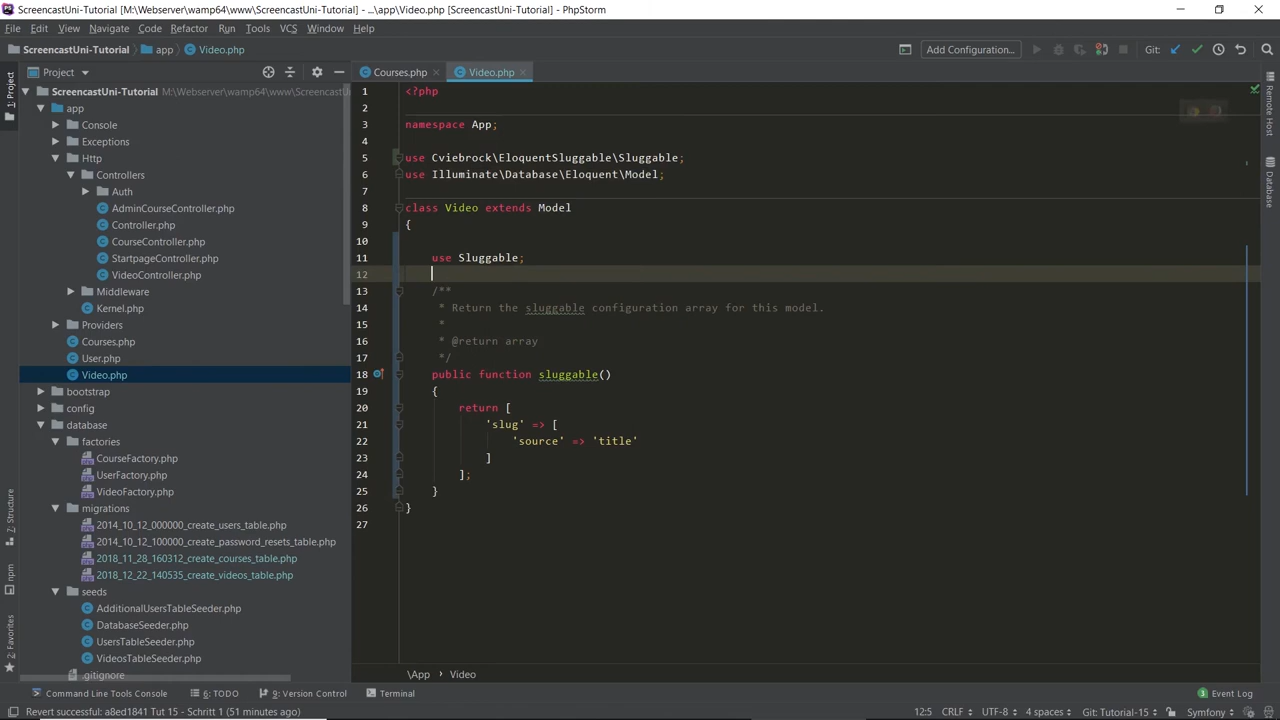 ScreencastUni-Tutorial [M:\Webserver\wamp64\www\ScreencastUni-Tutorial] - ...\app\Video.php [ScreencastUni-Tutorial] - PhpStorm
File Edit View Navigate Code Refactor Run Tools VCS Window Help
ScreencastUni-Tutorial app Video.php Add Configuration... Git:
Project Courses.php Video.php
1: Project
Z: Structure
npm
2: Favorites
Remote Host
Database
ScreencastUni-Tutorial M:\Webserver\wamp64\www\ScreencastU
app
Console
Exceptions
Http
Controllers
Auth
AdminCourseController.php
Controller.php
CourseController.php
StartpageController.php
VideoController.php
Middleware
Kernel.php
Providers
Courses.php
User.php
Video.php
bootstrap
config
database
factories
CourseFactory.php
UserFactory.php
VideoFactory.php
migrations
2014_10_12_000000_create_users_table.php
2014_10_12_100000_create_password_resets_table.php
2018_11_28_160312_create_courses_table.php
2018_12_22_140535_create_videos_table.php
seeds
AdditionalUsersTableSeeder.php
DatabaseSeeder.php
UsersTableSeeder.php
VideosTableSeeder.php
.gitignore
1 <?php
2
3 namespace App;
4
5 use Cviebrock\EloquentSluggable\Sluggable;
6 use Illuminate\Database\Eloquent\Model;
7
8 class Video extends Model
9 {
10
11 use Sluggable;
12
13 /**
14 * Return the sluggable configuration array for this model.
15 *
16 * @return array
17 */
18 public function sluggable()
19 {
20 return [
21 'slug' => [
22 'source' => 'title'
23 ]
24 ];
25 }
26 }
27
\App › Video
Command Line Tools Console 6: TODO 9: Version Control Terminal Event Log
Revert successful: a8ed1841 Tut 15 - Schritt 1 (51 minutes ago) 12:5 CRLF UTF-8 4 spaces Git: Tutorial-15 Symfony